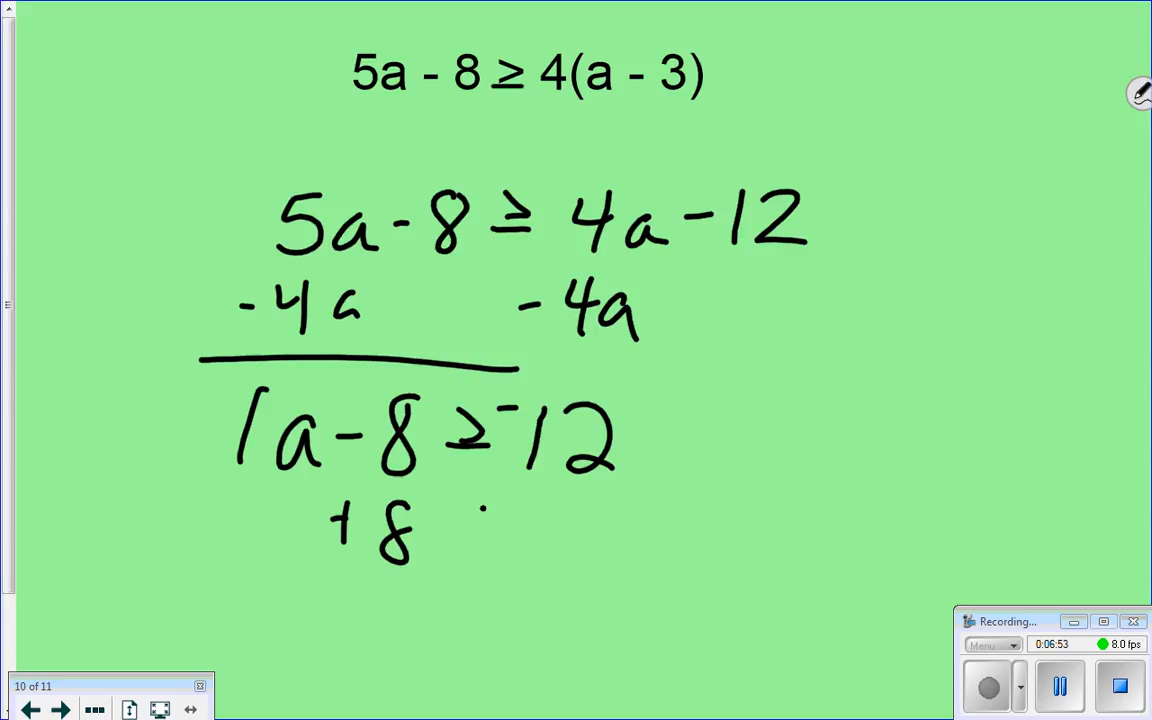 5a - 8 ≥ 4(a - 3)
5a - 8 ≥ 4a - 12
- 4a - 4a
1a - 8 ≥ -12
+ 8
Recording...
Menu 0:06:53 8.0 fps
10 of 11